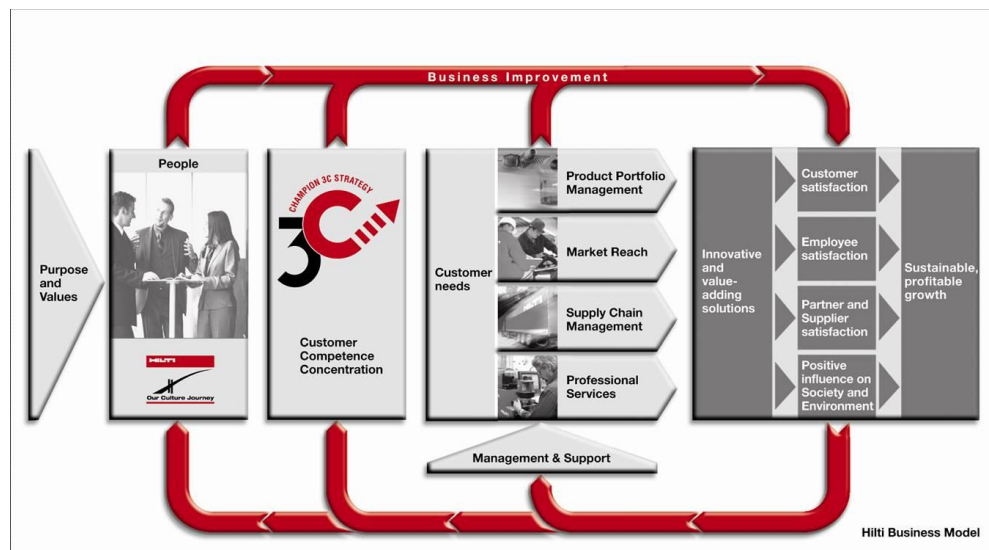 Business Improvement
Purpose
and
Values
People
HILTI
Our Culture Journey
CHAMPION 3C STRATEGY
3C
Customer
Competence
Concentration
Customer
needs
Product Portfolio
Management
Market Reach
Supply Chain
Management
Professional
Services
Management & Support
Innovative
and
value-
adding
solutions
Customer
satisfaction
Employee
satisfaction
Partner and
Supplier
satisfaction
Positive
influence on
Society and
Environment
Sustainable,
profitable
growth
Hilti Business Model